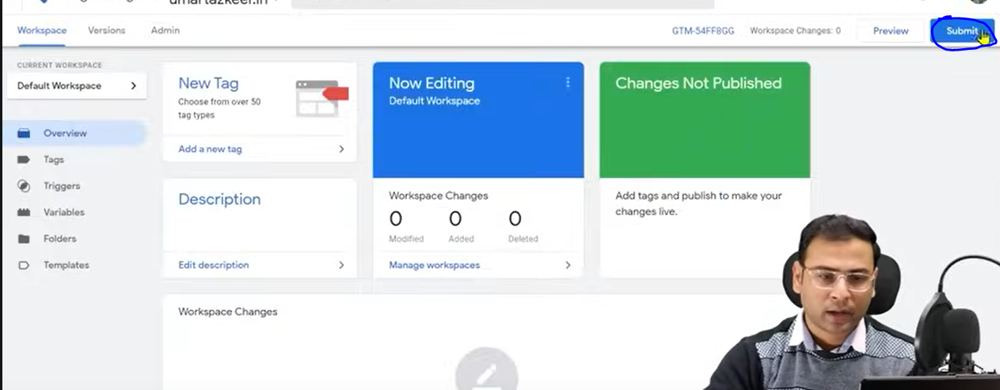 umartazkeer.in
Workspace Versions Admin GTM-54FF8GG Workspace Changes: 0 Preview Submit
CURRENT WORKSPACE
Default Workspace
Overview
Tags
Triggers
Variables
Folders
Templates
New Tag
Choose from over 50
tag types
Add a new tag
Description
Edit description
Now Editing
Default Workspace
Workspace Changes
0 0 0
Modified Added Deleted
Manage workspaces
Changes Not Published
Add tags and publish to make your
changes live.
Workspace Changes